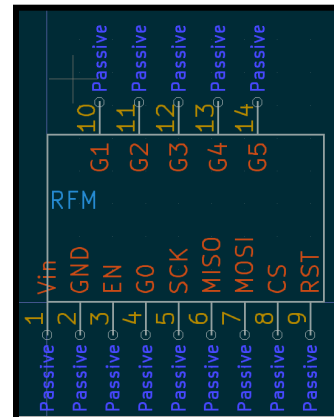 Passive Passive Passive Passive Passive
10 11 12 13 14
G1 G2 G3 G4 G5
RFM
Vin GND EN G0 SCK MISO MOSI CS RST
1 2 3 4 5 6 7 8 9
Passive Passive Passive Passive Passive Passive Passive Passive Passive